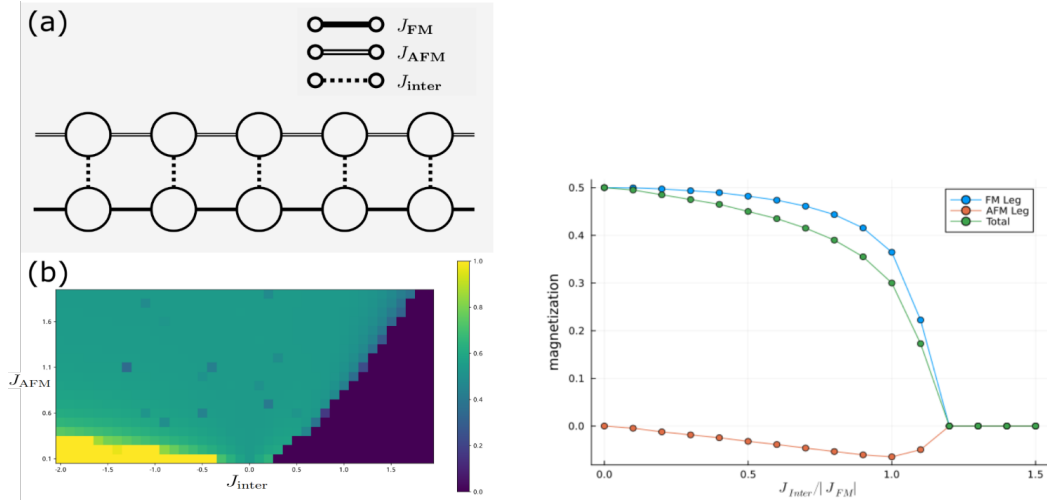 (a)
J_FM
J_AFM
J_inter
(b)
1.0
0.8
0.6
0.4
0.2
0.0
1.6
1.1
0.6
0.1
J_AFM
-2.0 -1.5 -1.0 -0.5 0.0 0.5 1.0 1.5
J_inter
0.5
0.4
0.3
0.2
0.1
0.0
magnetization
FM Leg
AFM Leg
Total
0.0 0.5 1.0 1.5
J_Inter/|J_FM|